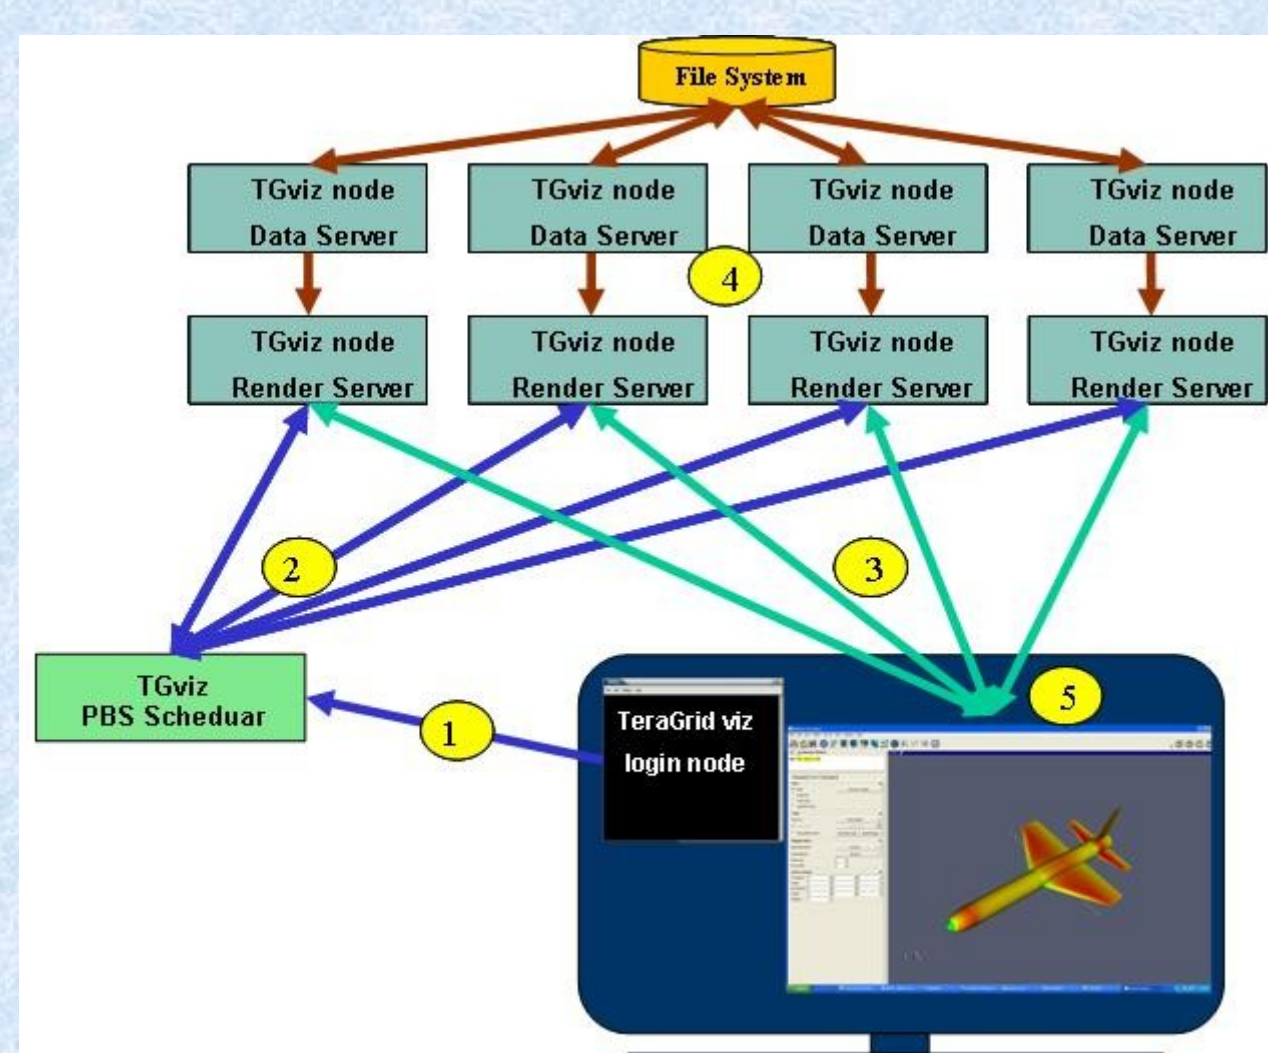 File System
TGviz node
Data Server
TGviz node
Data Server
TGviz node
Data Server
TGviz node
Data Server
4
TGviz node
Render Server
TGviz node
Render Server
TGviz node
Render Server
TGviz node
Render Server
2
3
TGviz
PBS Scheduar
1
5
TeraGrid viz
login node